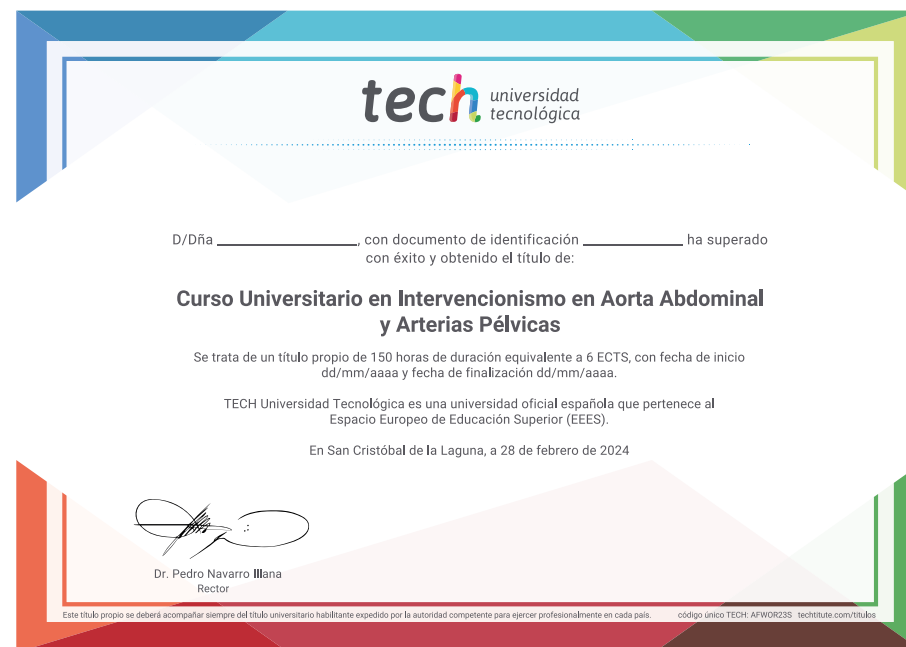 tech universidad
tecnológica
D/Dña ________________, con documento de identificación ____________ ha superado
con éxito y obtenido el título de:
Curso Universitario en Intervencionismo en Aorta Abdominal
y Arterias Pélvicas
Se trata de un título propio de 150 horas de duración equivalente a 6 ECTS, con fecha de inicio
dd/mm/aaaa y fecha de finalización dd/mm/aaaa.
TECH Universidad Tecnológica es una universidad oficial española que pertenece al
Espacio Europeo de Educación Superior (EEES).
En San Cristóbal de la Laguna, a 28 de febrero de 2024
Dr. Pedro Navarro Illana
Rector
Este título propio se deberá acompañar siempre del título universitario habilitante expedido por la autoridad competente para ejercer profesionalmente en cada país. código único TECH: AFWOR23S techtitute.com/titulos